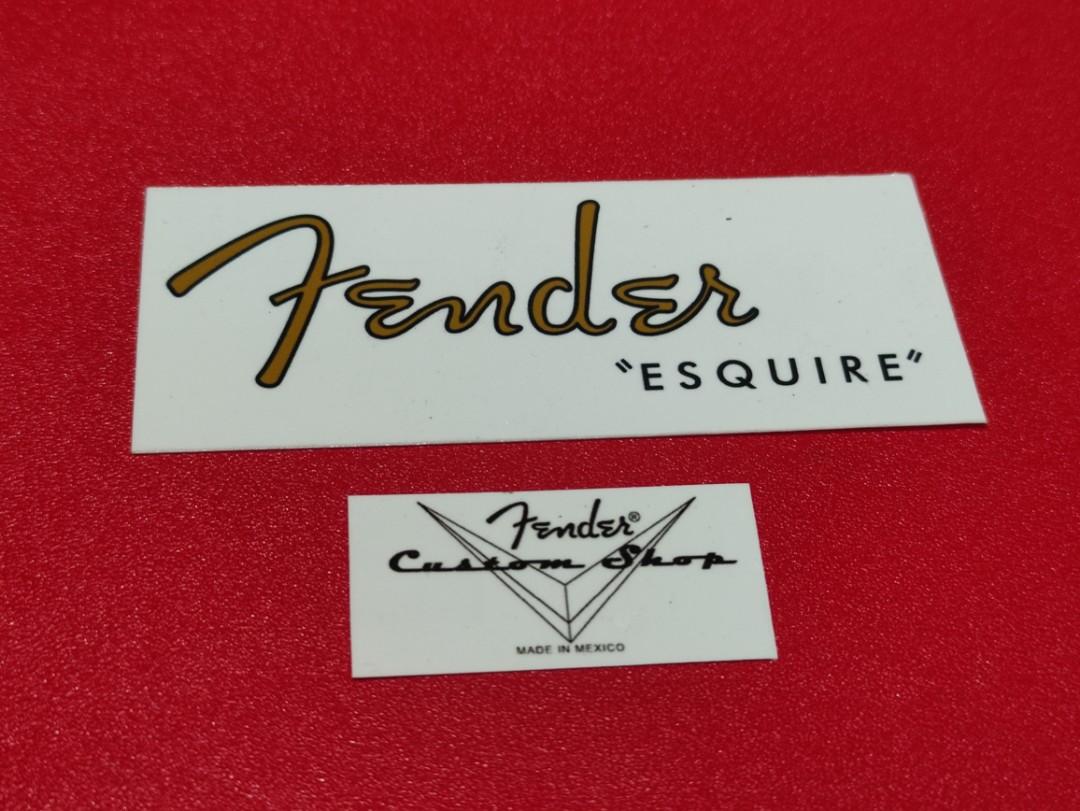 Fender
"ESQUIRE"
Fender®
Custom Shop
MADE IN MEXICO